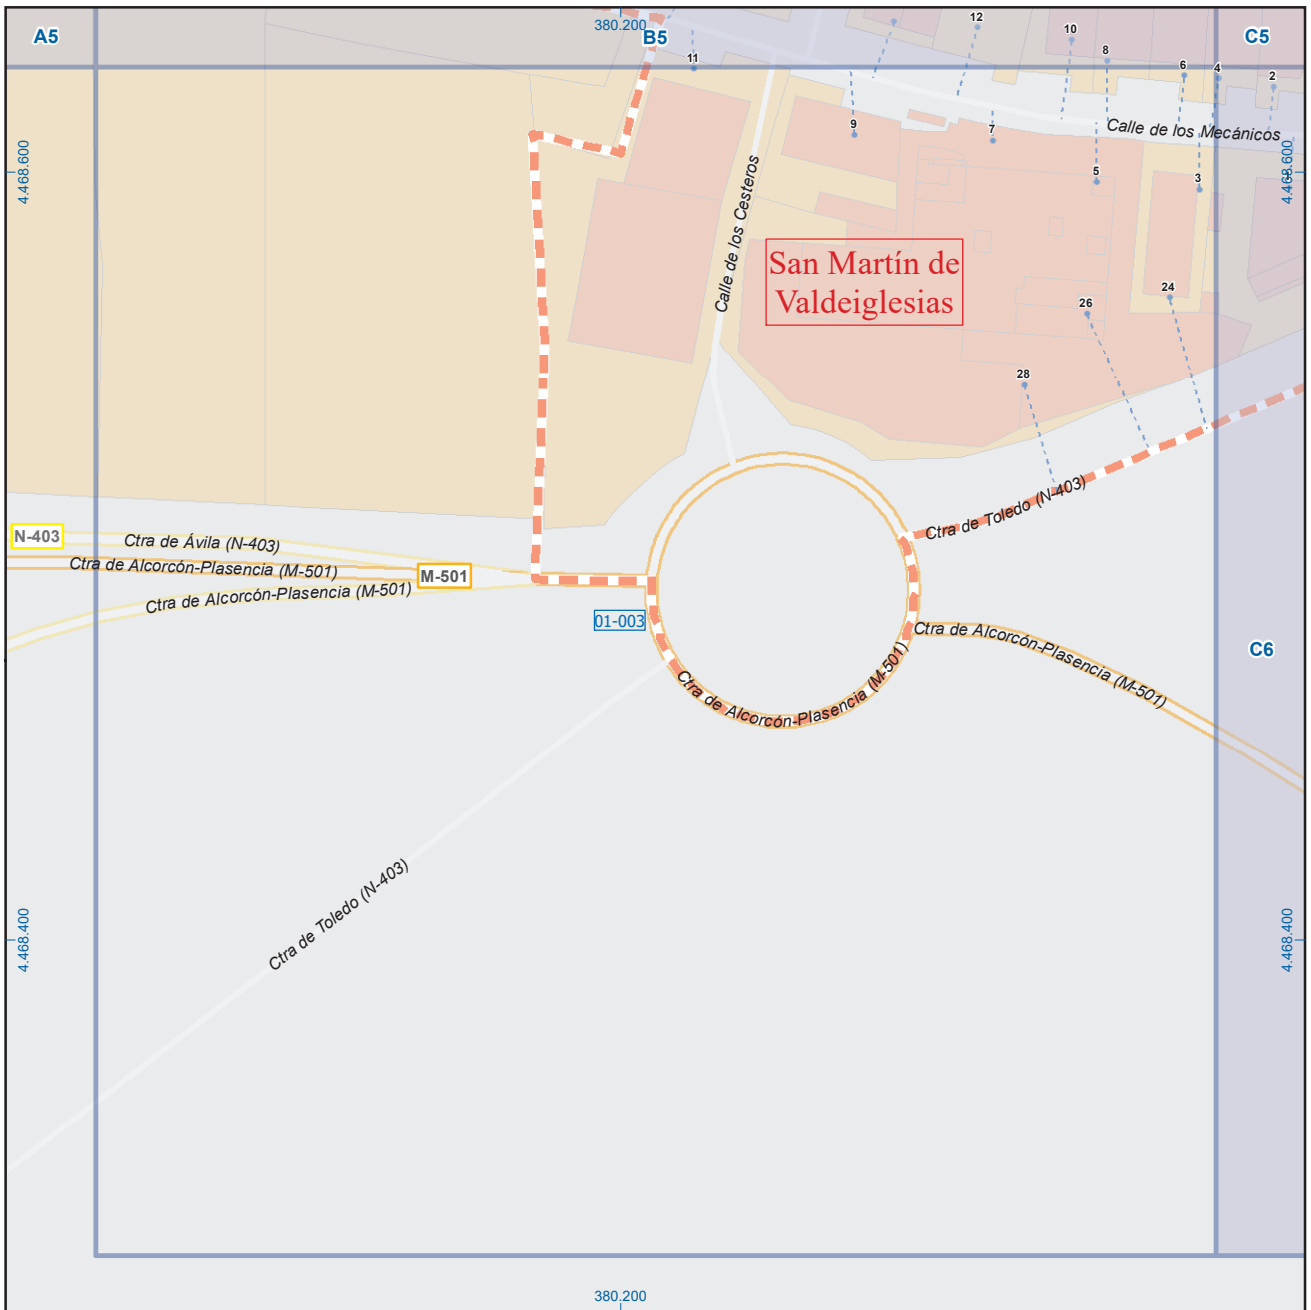 A5
380.200
B5
C5
12
10
8
6
4
2
11
9
7
5
3
Calle de los Mecánicos
4.468.600
4.468.600
Calle de los Cesteros
San Martín de
Valdeiglesias
24
26
28
N-403
Ctra de Ávila (N-403)
Ctra de Alcorcón-Plasencia (M-501)
M-501
Ctra de Alcorcón-Plasencia (M-501)
01-003
Ctra de Toledo (N-403)
Ctra de Alcorcón-Plasencia (M-501)
Ctra de Alcorcón-Plasencia (M-501)
C6
Ctra de Toledo (N-403)
4.468.400
4.468.400
380.200